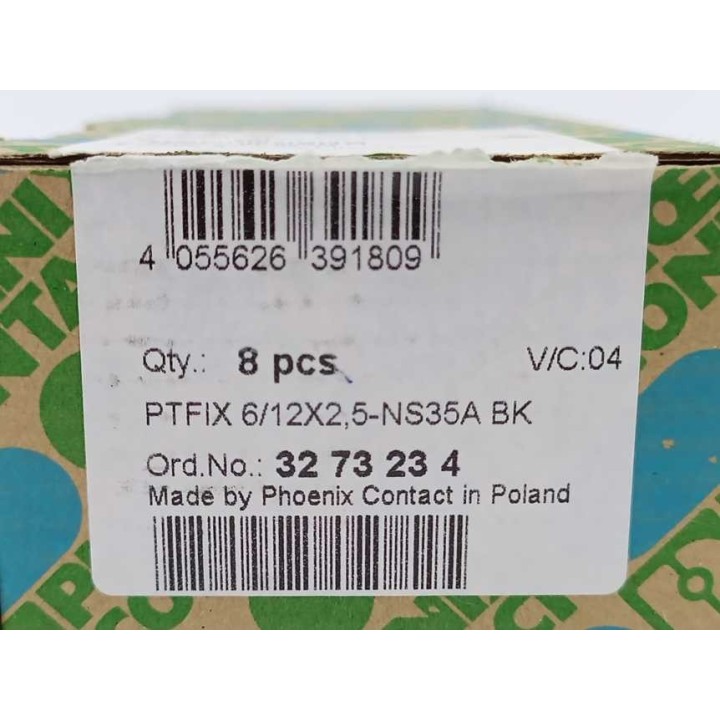 4 055626 391809
Qty.: 8 pcs V/C:04
PTFIX 6/12X2,5-NS35A BK
Ord.No.: 32 73 23 4
Made by Phoenix Contact in Poland